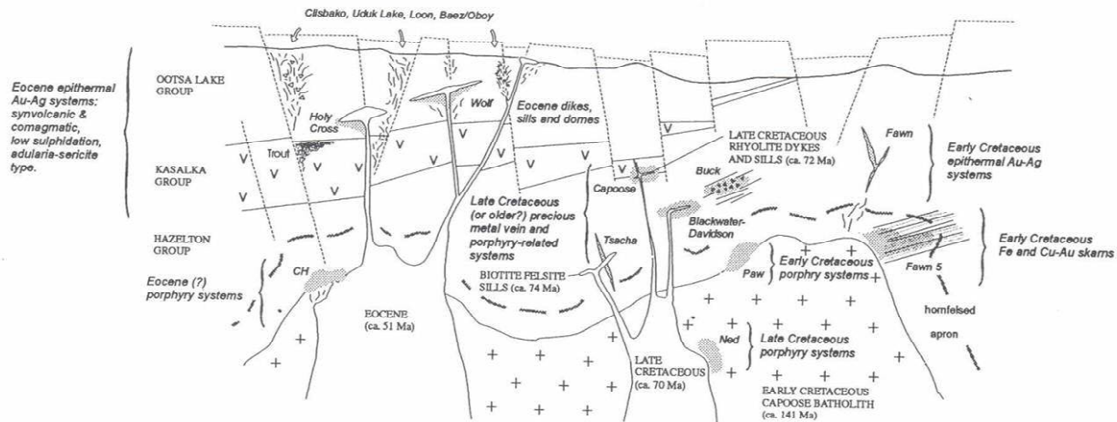 Clisbako, Uduk Lake, Loon, Baez/Oboy
OOTSA LAKE
GROUP
Eocene epithermal
Au-Ag systems;
synvolcanic &
comagmatic,
low sulphidation,
adularia-sericite
type.
Holy
Cross
Wolf
Eocene dikes,
sills and domes
Trout
KASALKA
GROUP
LATE CRETACEOUS
RHYOLITE DYKES
AND SILLS (ca. 72 Ma)
Fawn
Early Cretaceous
epithermal Au-Ag
systems
Capoose
Buck
Late Cretaceous
(or older?) precious
metal vein and
porphyry-related
systems
Tsacha
Blackwater-
Davidson
HAZELTON
GROUP
Early Cretaceous
Fe and Cu-Au skarns
CH
Eocene (?)
porphyry systems
BIOTITE FELSITE
SILLS (ca. 74 Ma)
Paw
Early Cretaceous
porphry systems
Fawn 5
hornfelsed
apron
EOCENE
(ca. 51 Ma)
Ned
Late Cretaceous
porphyry systems
LATE
CRETACEOUS
(ca. 70 Ma)
EARLY CRETACEOUS
CAPOOSE BATHOLITH
(ca. 141 Ma)